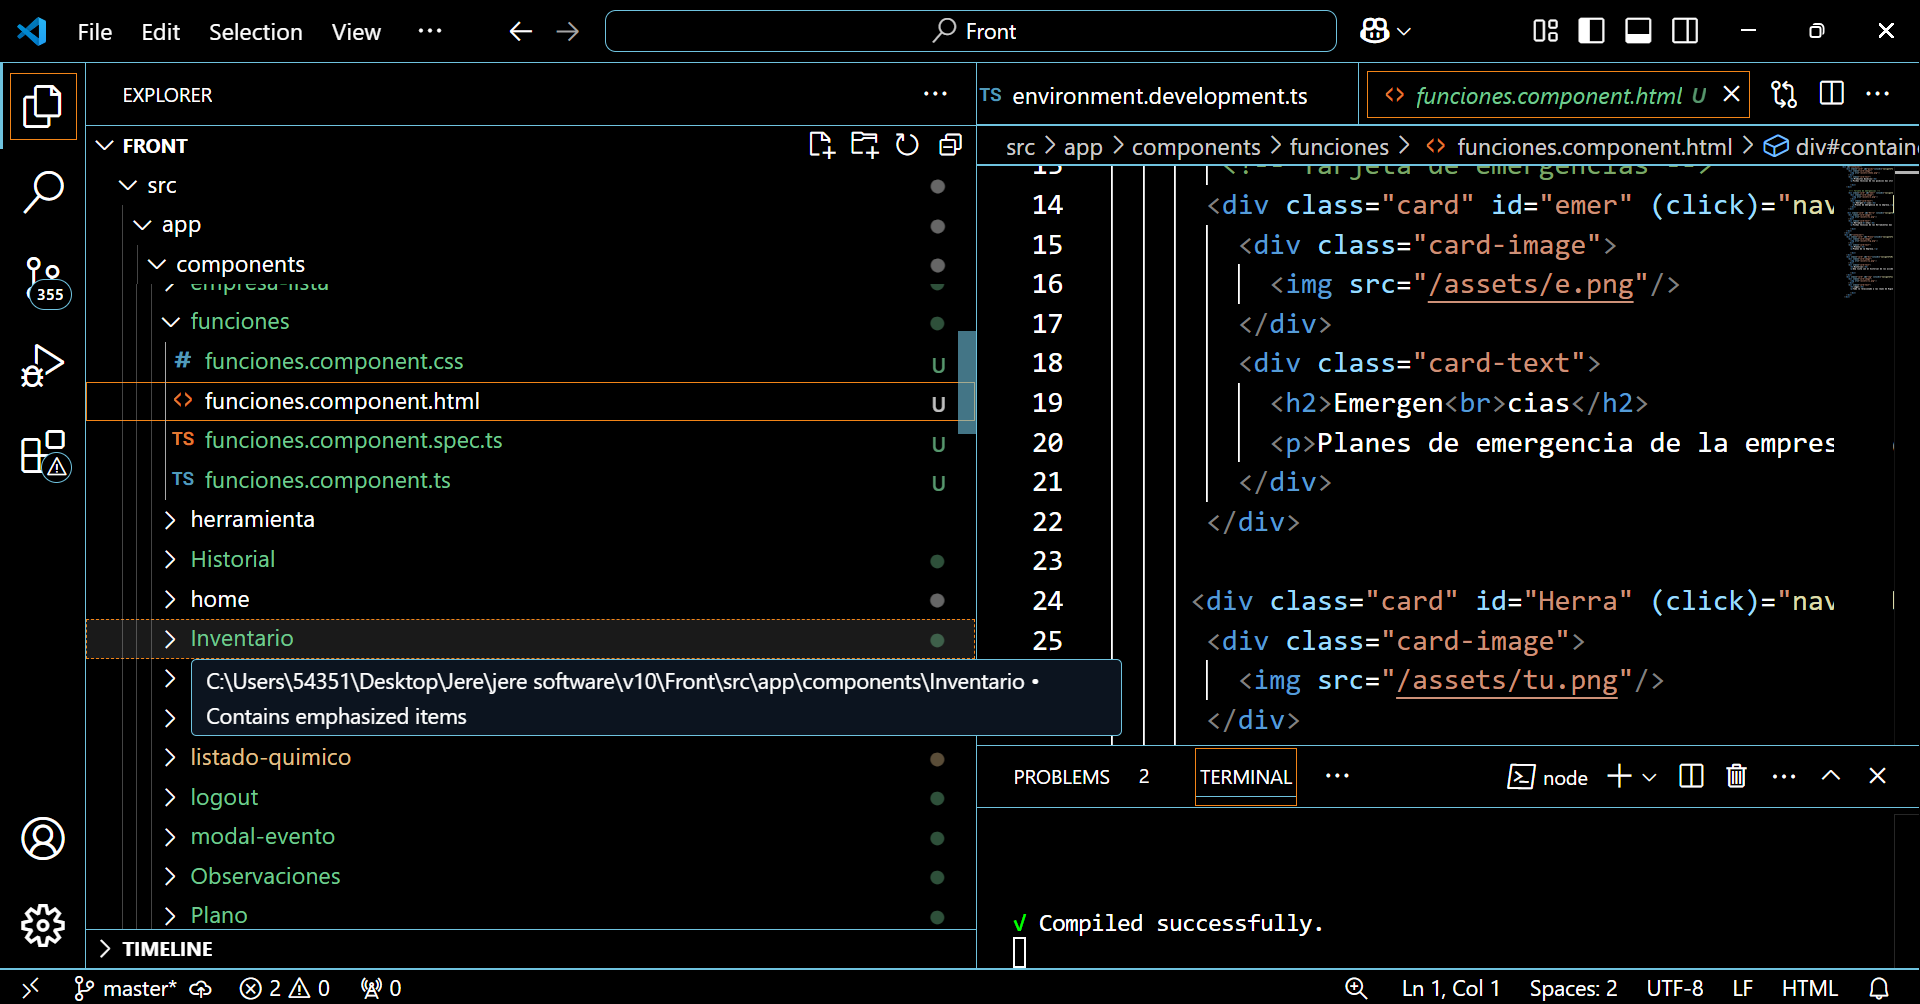 File Edit Selection View ··· Front
EXPLORER ···
FRONT
src
app
components
empresa-lista
funciones
# funciones.component.css U
<> funciones.component.html U
TS funciones.component.spec.ts U
TS funciones.component.ts U
herramienta
Historial
home
Inventario
C:\Users\54351\Desktop\Jere\jere software\v10\Front\src\app\components\Inventario •
Contains emphasized items
listado-quimico
logout
modal-evento
Observaciones
Plano
TIMELINE
355
TS environment.development.ts
<> funciones.component.html U
src > app > components > funciones > <> funciones.component.html > div#contain
13 <!-- Tarjeta de emergencias -->
14 <div class="card" id="emer" (click)="nav
15 <div class="card-image">
16 <img src="/assets/e.png"/>
17 </div>
18 <div class="card-text">
19 <h2>Emergen<br>cias</h2>
20 <p>Planes de emergencia de la empres
21 </div>
22 </div>
23
24 <div class="card" id="Herra" (click)="nav
25 <div class="card-image">
<img src="/assets/tu.png"/>
</div>
PROBLEMS 2 TERMINAL ··· node ···
√ Compiled successfully.
master* 2 0 0 Ln 1, Col 1 Spaces: 2 UTF-8 LF HTML